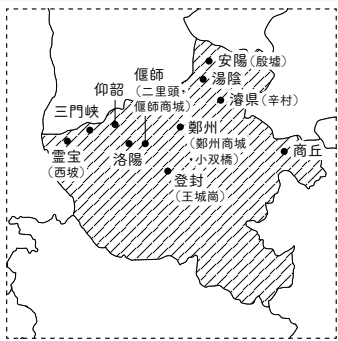 安陽（殷墟）
湯陰
濬県（辛村）
偃師
（二里頭・
偃師商城）
仰韶
三門峡
鄭州
（鄭州商城
・小双橋）
商丘
霊宝
（西坡）
洛陽
登封
（王城崗）